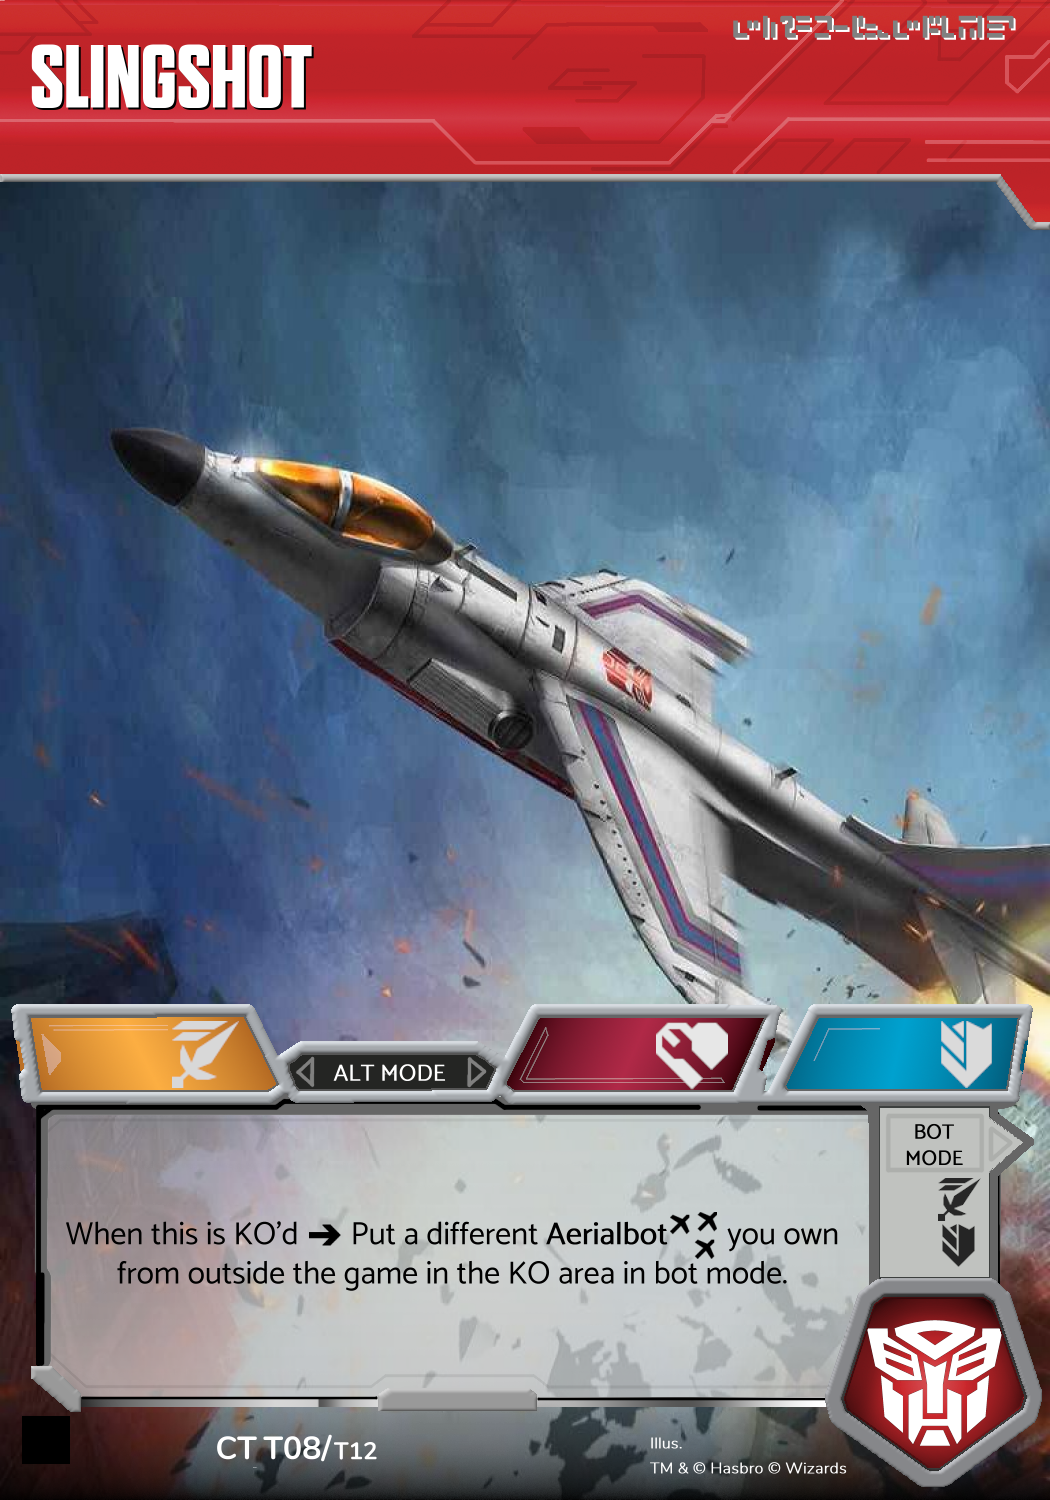 SLINGSHOT
ALT MODE
BOT
MODE
When this is KO'd ➔ Put a different Aerialbot you own
from outside the game in the KO area in bot mode.
CT T08/T12
Illus.
TM & © Hasbro © Wizards